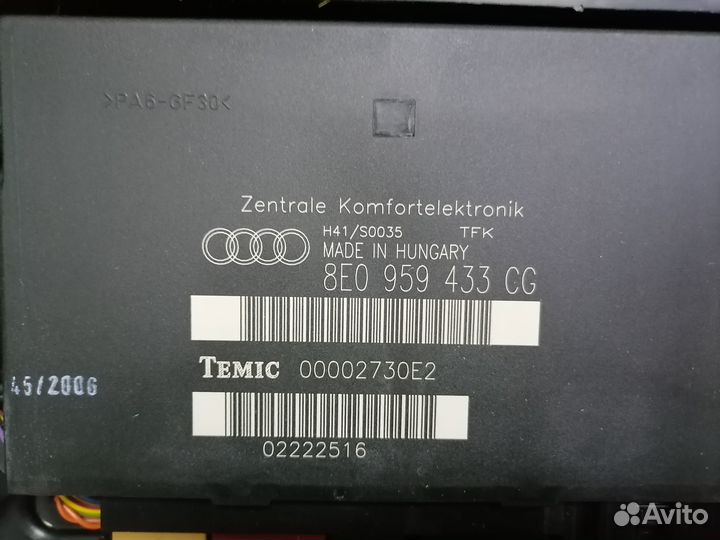 >PA6-GF30<
Zentrale Komfortelektronik
H41/S0035 TFK
MADE IN HUNGARY
8E0 959 433 CG
TEMIC 00002730E2
45/2006
02222516
Avito